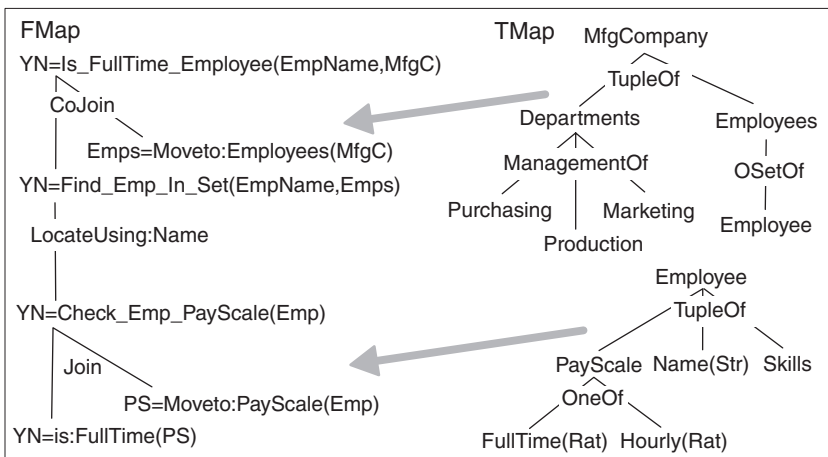 FMap
YN=Is_FullTime_Employee(EmpName,MfgC)
CoJoin
Emps=Moveto:Employees(MfgC)
YN=Find_Emp_In_Set(EmpName,Emps)
LocateUsing:Name
YN=Check_Emp_PayScale(Emp)
Join
PS=Moveto:PayScale(Emp)
YN=is:FullTime(PS)
TMap
MfgCompany
TupleOf
Departments
Employees
ManagementOf
OSetOf
Purchasing
Marketing
Employee
Production
Employee
TupleOf
PayScale
Name(Str)
Skills
OneOf
FullTime(Rat)
Hourly(Rat)